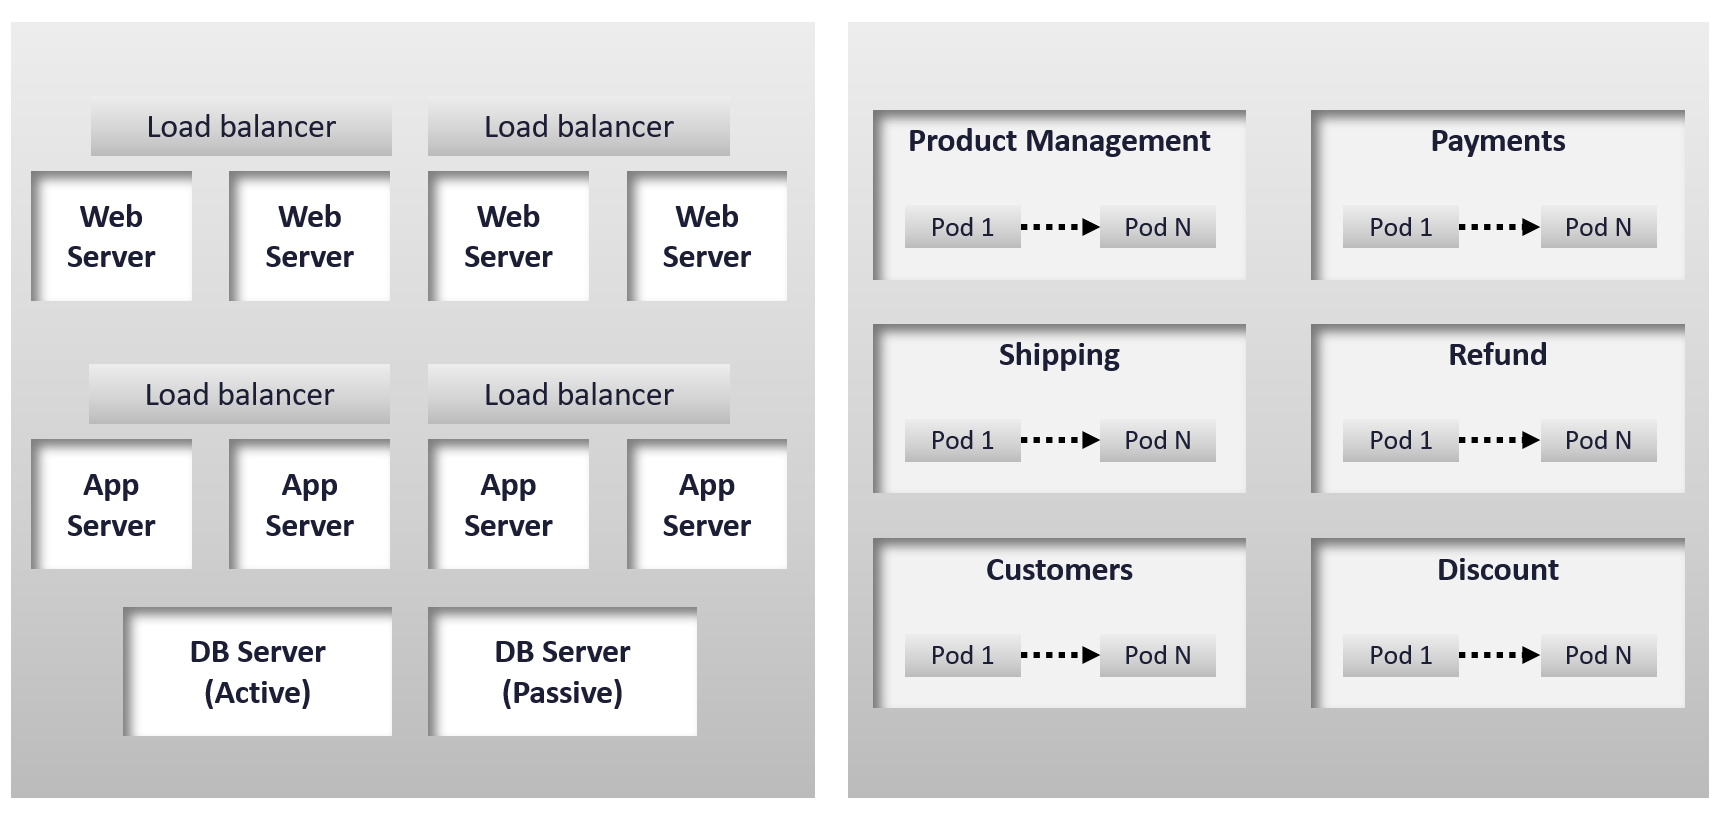 Load balancer
Load balancer
Web
Server
Web
Server
Web
Server
Web
Server
Load balancer
Load balancer
App
Server
App
Server
App
Server
App
Server
DB Server
(Active)
DB Server
(Passive)
Product Management
Pod 1
Pod N
Payments
Pod 1
Pod N
Shipping
Pod 1
Pod N
Refund
Pod 1
Pod N
Customers
Pod 1
Pod N
Discount
Pod 1
Pod N